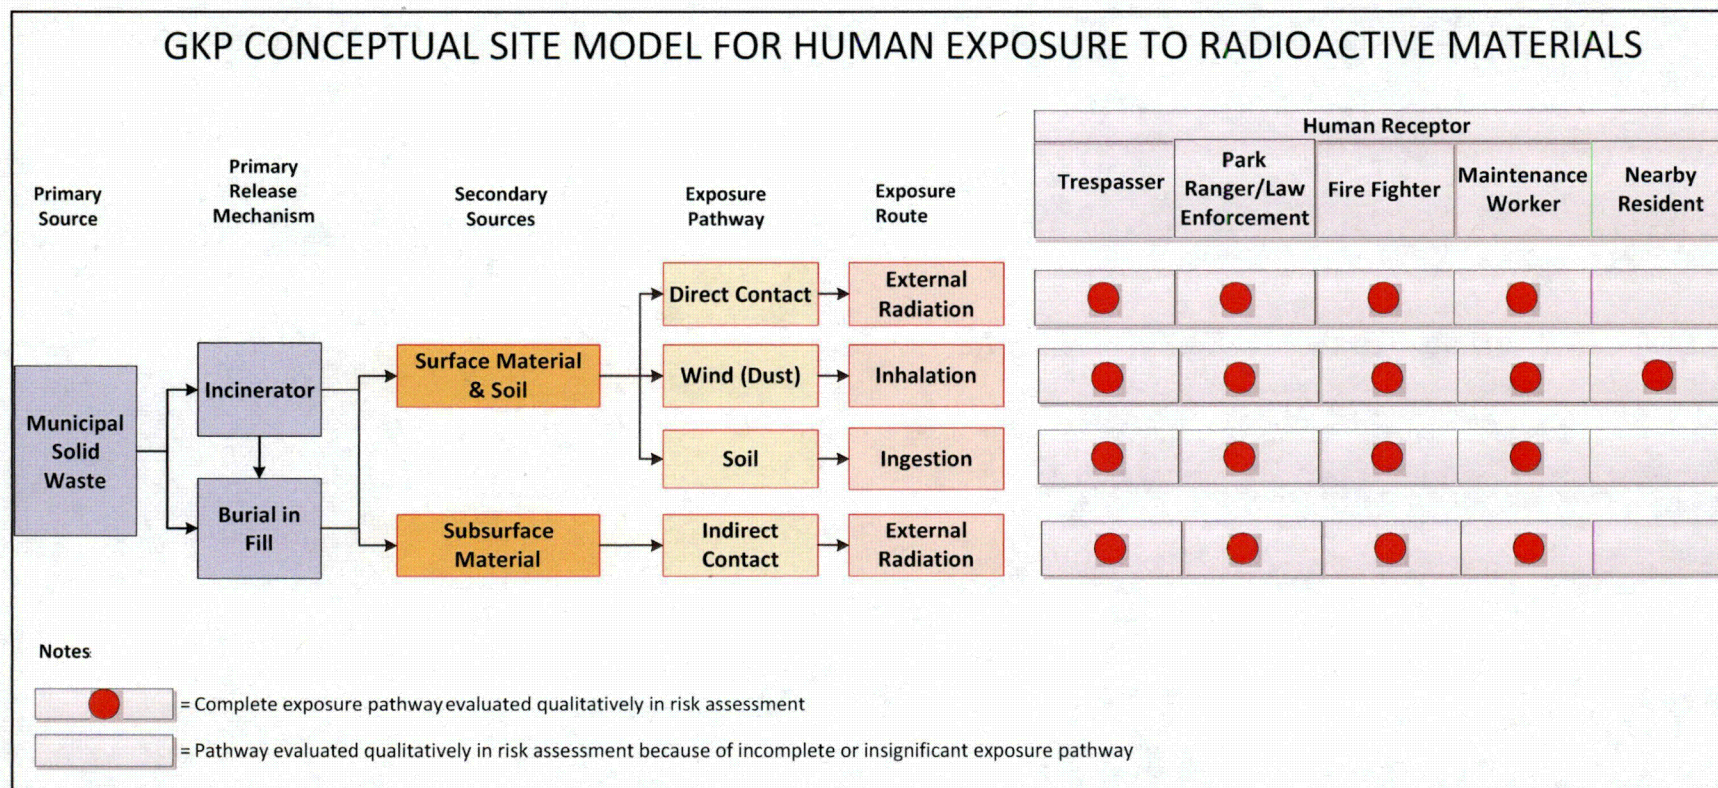 GKP CONCEPTUAL SITE MODEL FOR HUMAN EXPOSURE TO RADIOACTIVE MATERIALS
Human Receptor
Primary
Source
Primary
Release
Mechanism
Secondary
Sources
Exposure
Pathway
Exposure
Route
Trespasser
Park
Ranger/Law
Enforcement
Fire Fighter
Maintenance
Worker
Nearby
Resident
Municipal
Solid
Waste
Incinerator
Burial in
Fill
Surface Material
& Soil
Subsurface
Material
Direct Contact
External
Radiation
Wind (Dust)
Inhalation
Soil
Ingestion
Indirect
Contact
External
Radiation
Notes:
= Complete exposure pathway evaluated qualitatively in risk assessment
= Pathway evaluated qualitatively in risk assessment because of incomplete or insignificant exposure pathway